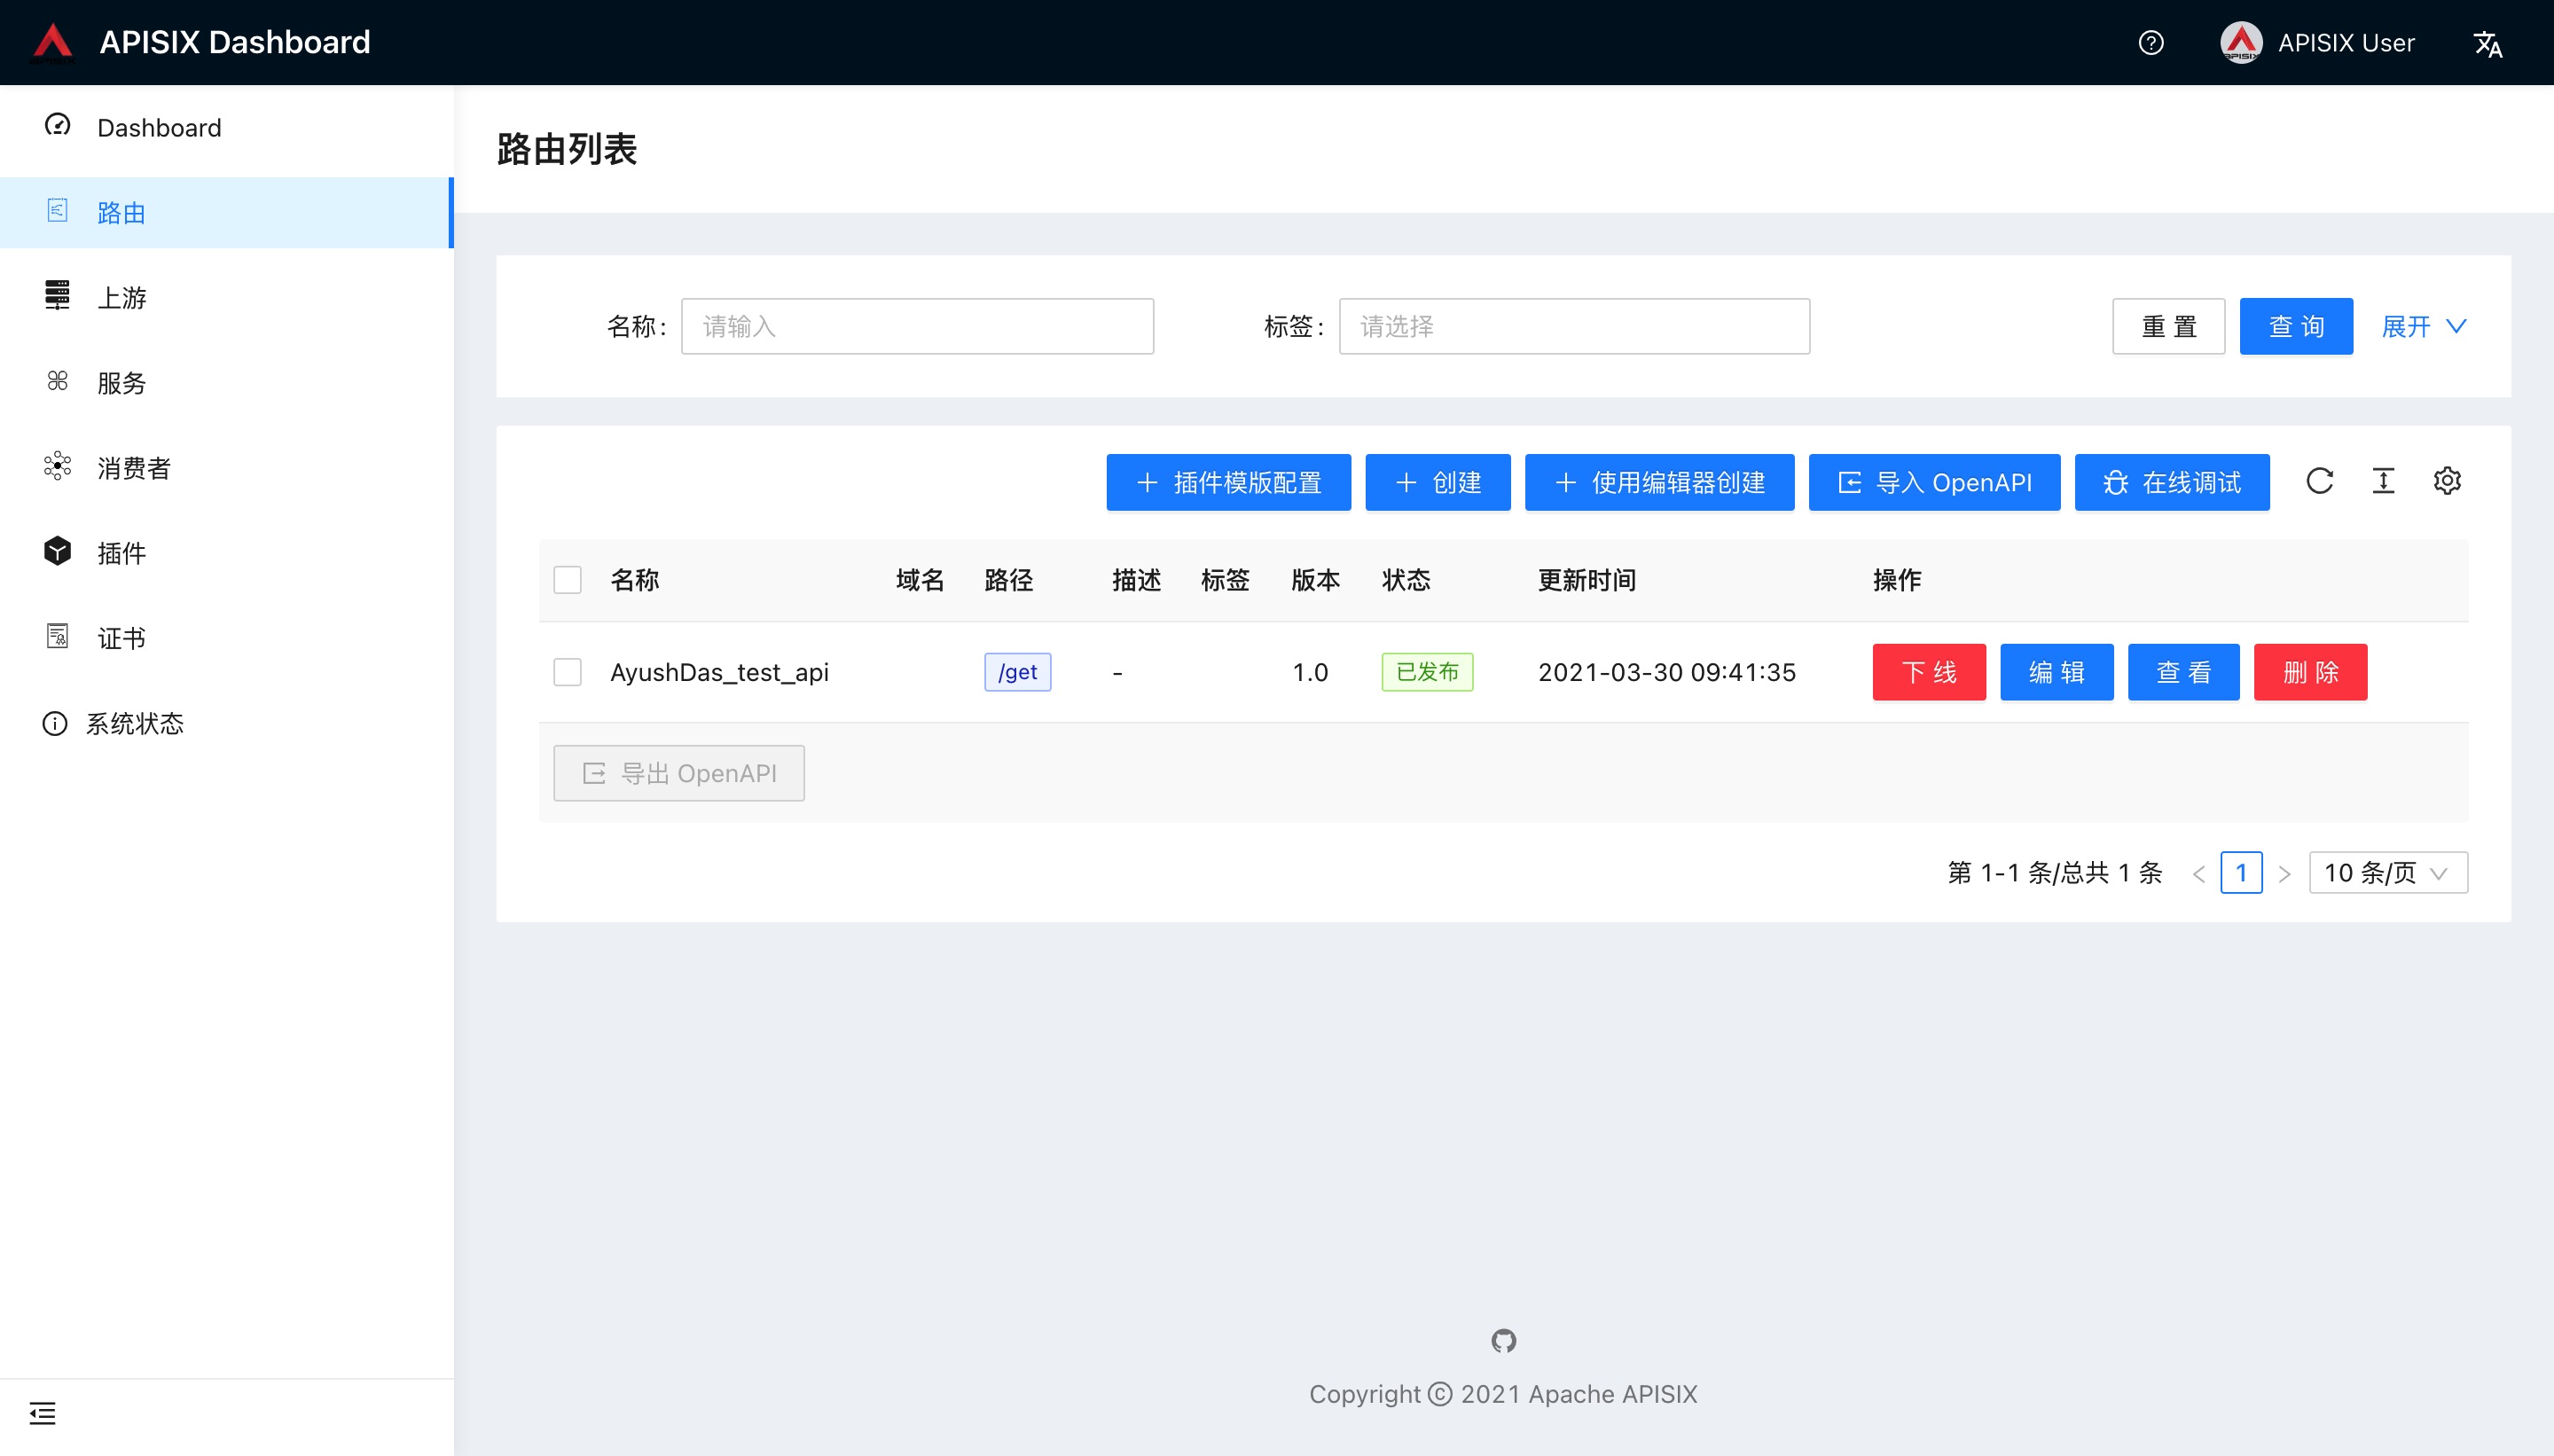 APISIX Dashboard
APISIX User
Dashboard
路由
上游
服务
消费者
插件
证书
系统状态
路由列表
名称: 请输入 标签: 请选择 重 置 查 询 展开
插件模版配置 创建 使用编辑器创建 导入 OpenAPI 在线调试
名称 域名 路径 描述 标签 版本 状态 更新时间 操作
AyushDas_test_api /get - 1.0 已发布 2021-03-30 09:41:35 下 线 编 辑 查 看 删 除
导出 OpenAPI
第 1-1 条/总共 1 条 < 1 > 10 条/页
Copyright © 2021 Apache APISIX